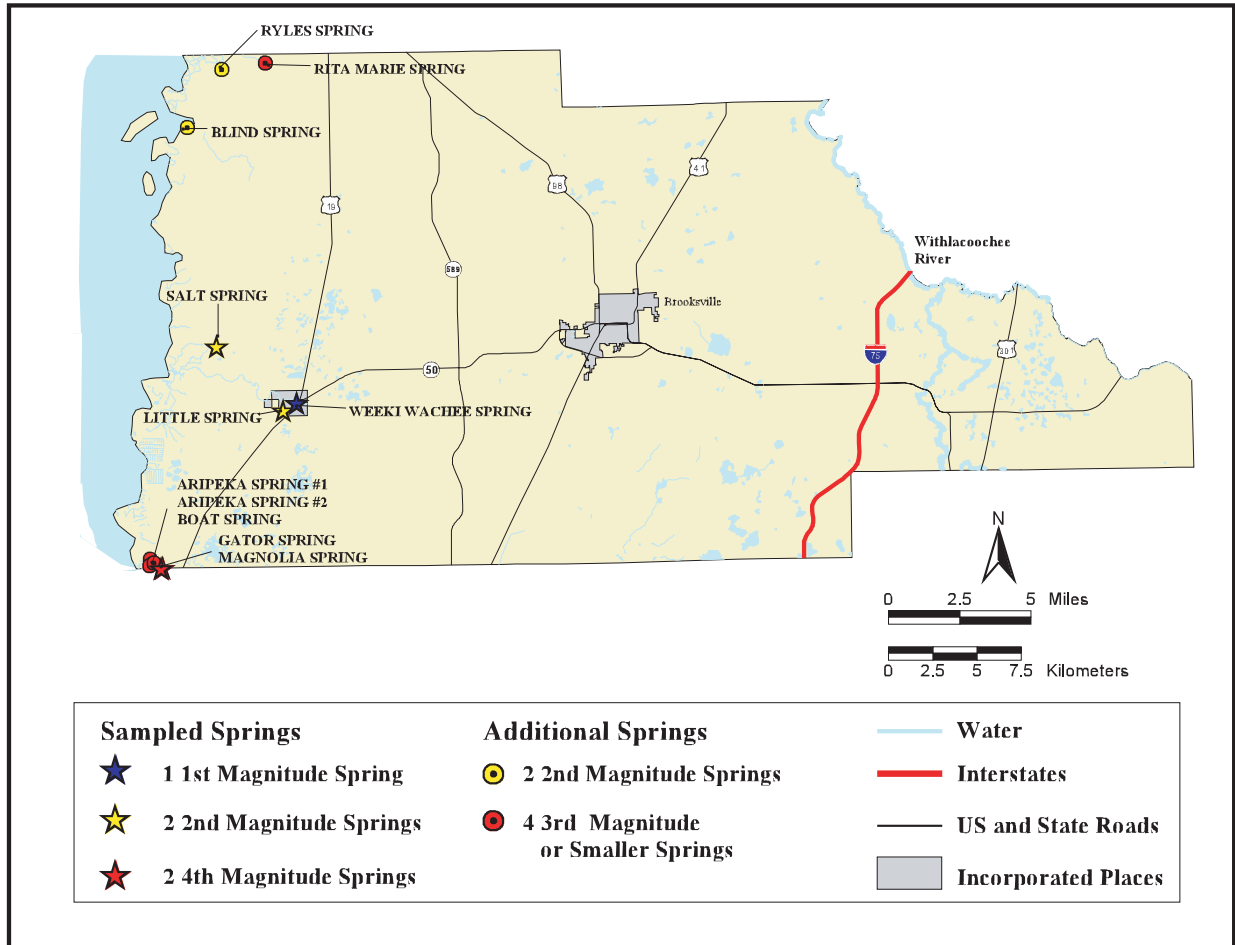 RYLES SPRING
RITA MARIE SPRING
BLIND SPRING
41
98
19
Withlacoochee
River
589
SALT SPRING
Brooksville
301
75
50
WEEKI WACHEE SPRING
LITTLE SPRING
ARIPEKA SPRING #1
ARIPEKA SPRING #2
BOAT SPRING
GATOR SPRING
MAGNOLIA SPRING
N
0 2.5 5 Miles
0 2.5 5 7.5 Kilometers
Sampled Springs
1 1st Magnitude Spring
2 2nd Magnitude Springs
2 4th Magnitude Springs
Additional Springs
2 2nd Magnitude Springs
4 3rd Magnitude
or Smaller Springs
Water
Interstates
US and State Roads
Incorporated Places